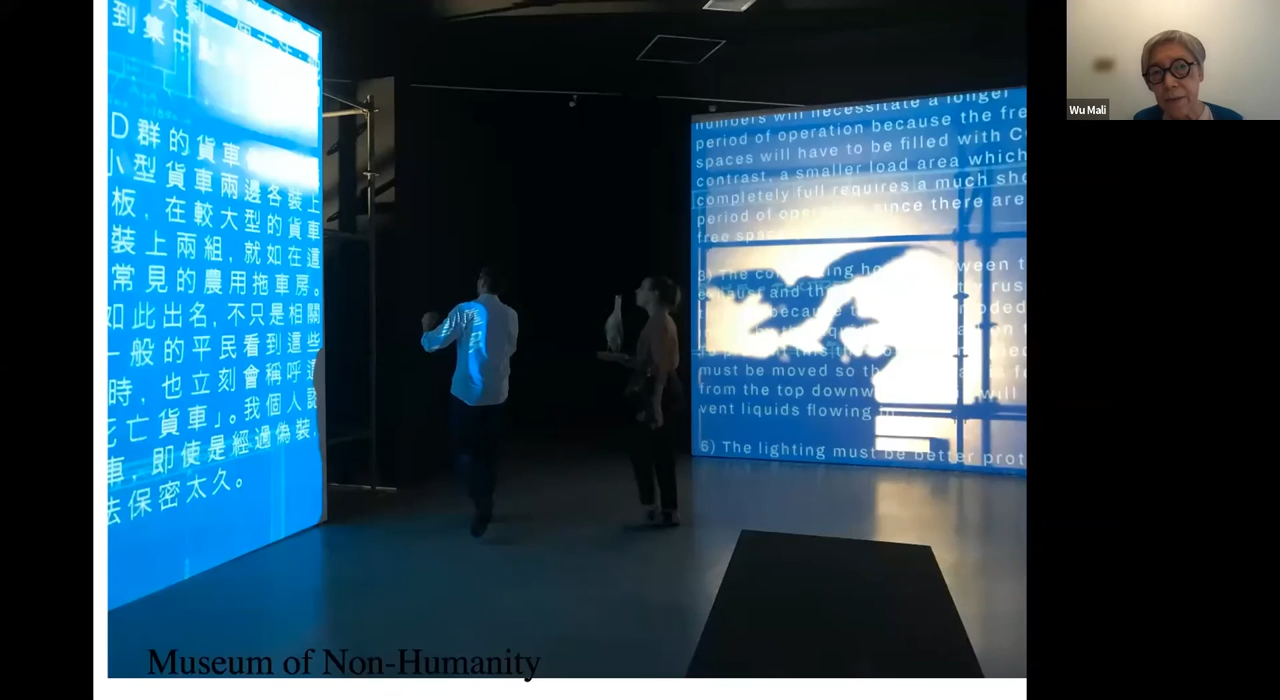 到集中
D群的貨車
小型貨車兩邊各裝上
板，在較大型的貨車
裝上兩組，就如在這
常見的農用拖車房。
如此出名，不只是相關
一般的平民看到這些
時，也立刻會稱呼這
亡貨車」。我個人認
車，即使是經過偽裝，
法保密太久。
numbers will necessitate a longer
period of operation because the fre
spaces will have to be filled with C
contrast, a smaller load area which
completely full requires a much sho
period of since there are
free
3) The
and
must be moved so
from the top will
vent liquids flowing
6) The lighting must be better prot
Wu Mali
Museum of Non-Humanity